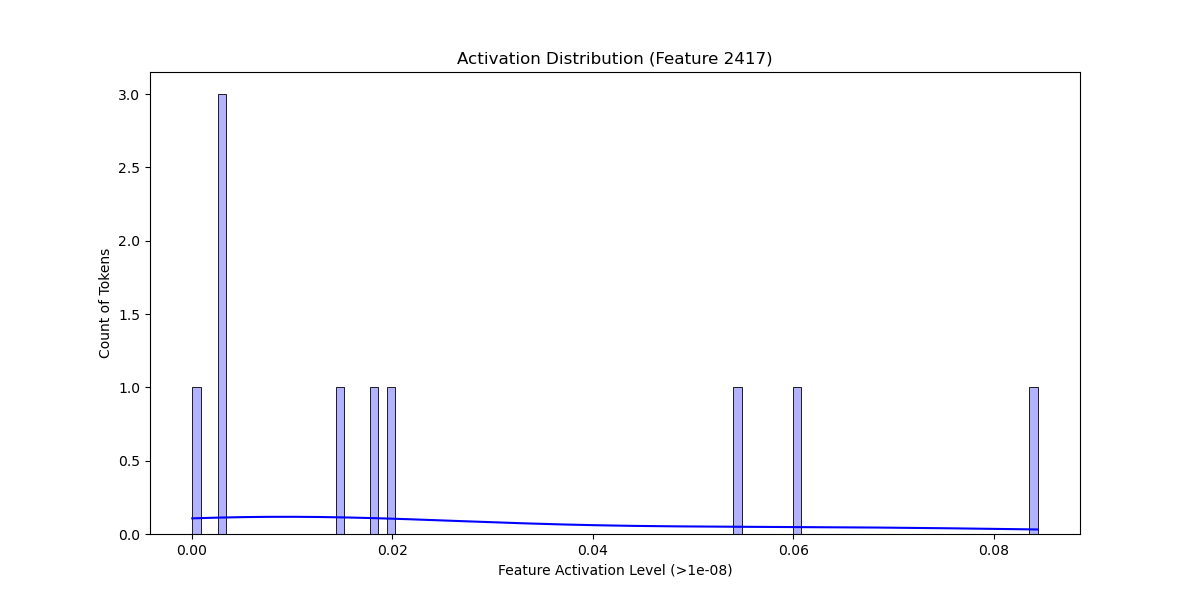 Activation Distribution (Feature 2417)
3.0
2.5
2.0
1.5
1.0
0.5
0.0
Count of Tokens
0.00 0.02 0.04 0.06 0.08
Feature Activation Level (>1e-08)